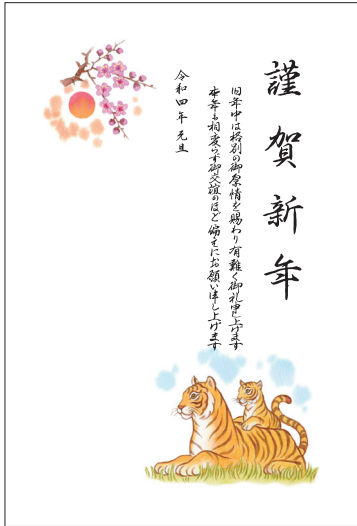 謹賀新年
旧年中は格別の御厚情を賜わり有難く御礼申し上げます
本年も相変らず御交誼のほど偏えにお願い申し上げます
令和四年 元旦